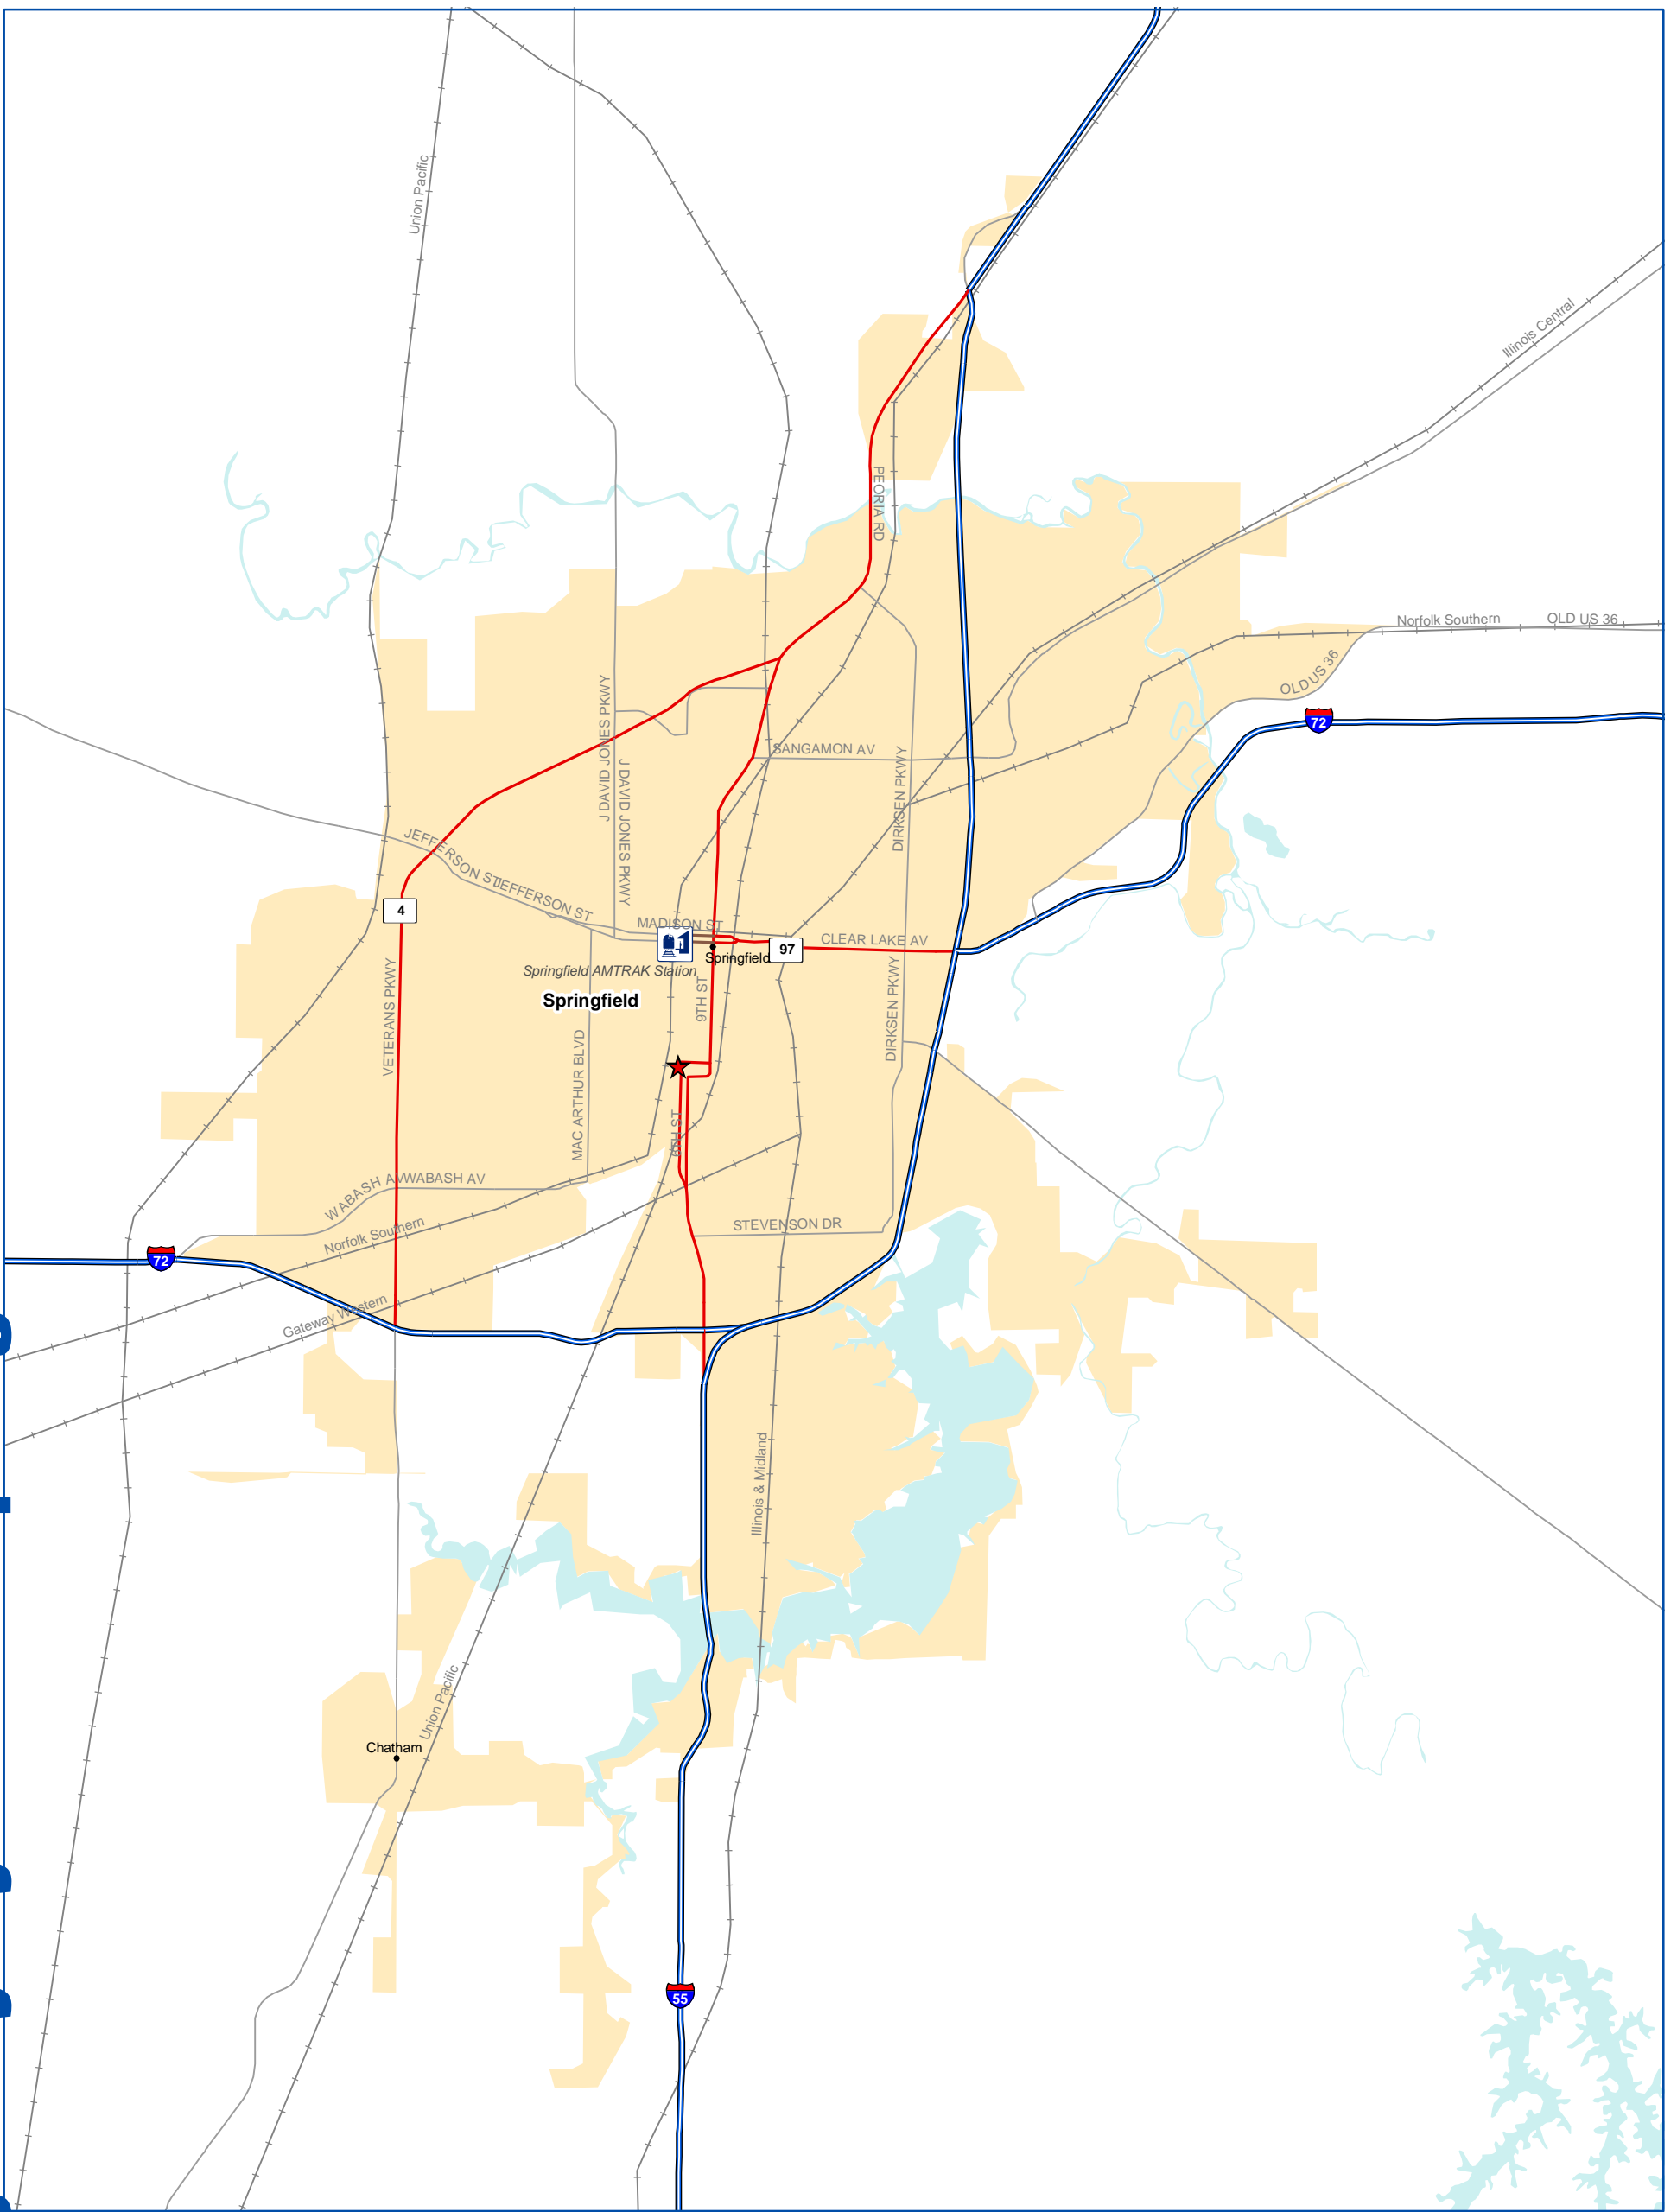 Union Pacific
Illinois Central
PEORIA RD
Norfolk Southern
OLD US 36
OLD US 36
72
J DAVID JONES PKWY
J DAVID JONES PKWY
SANGAMON AV
DIRKSEN PKWY
JEFFERSON ST
JEFFERSON ST
4
MADISON ST
CLEAR LAKE AV
97
Springfield
Springfield AMTRAK Station
Springfield
9TH ST
VETERANS PKWY
DIRKSEN PKWY
MAC ARTHUR BLVD
WABASH AV
WABASH AV
STEVENSON DR
Norfolk Southern
72
Gateway Western
Illinois & Midland
Union Pacific
Chatham
55